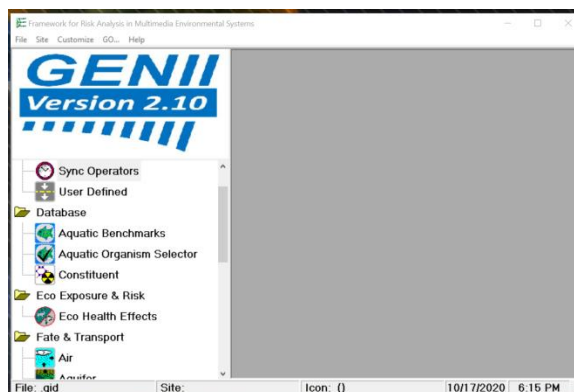 Framework for Risk Analysis in Multimedia Environmental Systems
File Site Customize GO... Help
GENII
Version 2.10
Sync Operators
User Defined
Database
Aquatic Benchmarks
Aquatic Organism Selector
Constituent
Eco Exposure & Risk
Eco Health Effects
Fate & Transport
Air
Aquifer
File: .gid Site: Icon: () 10/17/2020 6:15 PM